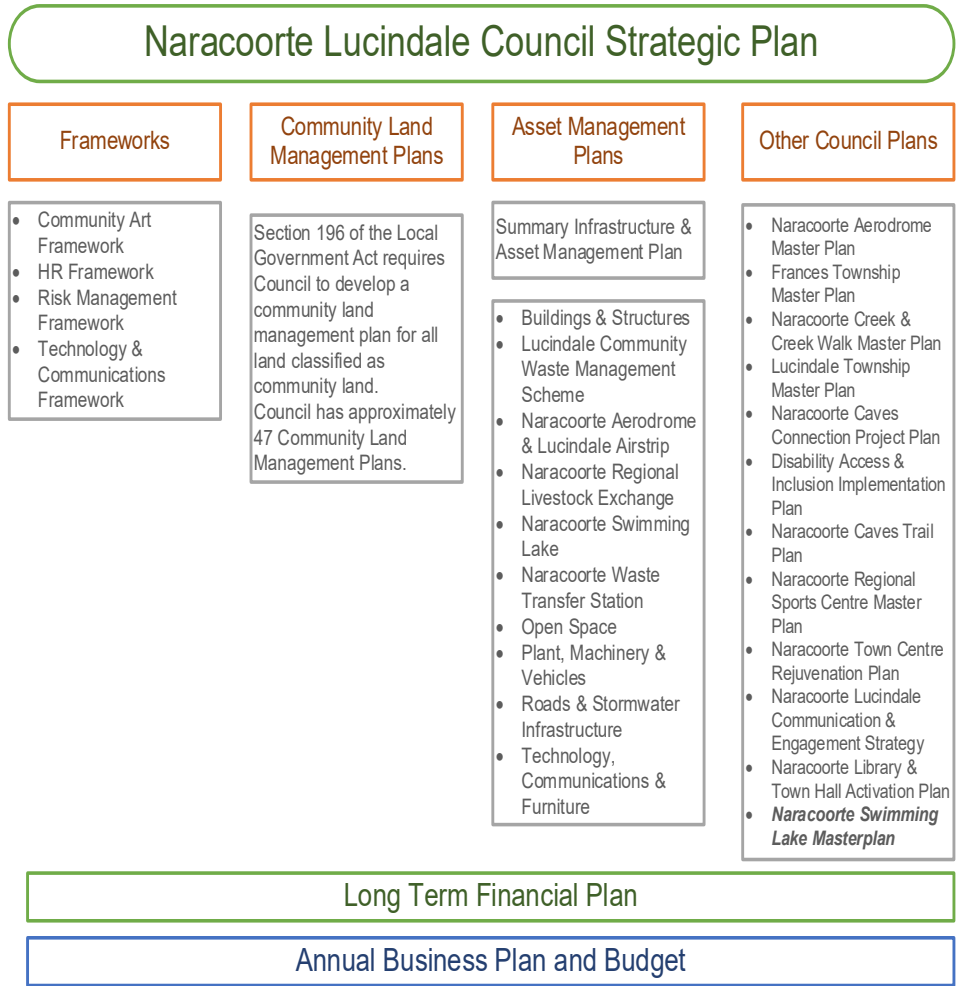 Naracoorte Lucindale Council Strategic Plan
Frameworks
• Community Art
Framework
• HR Framework
• Risk Management
Framework
• Technology &
Communications
Framework
Community Land
Management Plans
Section 196 of the Local
Government Act requires
Council to develop a
community land
management plan for all
land classified as
community land.
Council has approximately
47 Community Land
Management Plans.
Asset Management
Plans
Summary Infrastructure &
Asset Management Plan
• Buildings & Structures
• Lucindale Community
Waste Management
Scheme
• Naracoorte Aerodrome
& Lucindale Airstrip
• Naracoorte Regional
Livestock Exchange
• Naracoorte Swimming
Lake
• Naracoorte Waste
Transfer Station
• Open Space
• Plant, Machinery &
Vehicles
• Roads & Stormwater
Infrastructure
• Technology,
Communications &
Furniture
Other Council Plans
• Naracoorte Aerodrome
Master Plan
• Frances Township
Master Plan
• Naracoorte Creek &
Creek Walk Master Plan
• Lucindale Township
Master Plan
• Naracoorte Caves
Connection Project Plan
• Disability Access &
Inclusion Implementation
Plan
• Naracoorte Caves Trail
Plan
• Naracoorte Regional
Sports Centre Master
Plan
• Naracoorte Town Centre
Rejuvenation Plan
• Naracoorte Lucindale
Communication &
Engagement Strategy
• Naracoorte Library &
Town Hall Activation Plan
• Naracoorte Swimming
Lake Masterplan
Long Term Financial Plan
Annual Business Plan and Budget